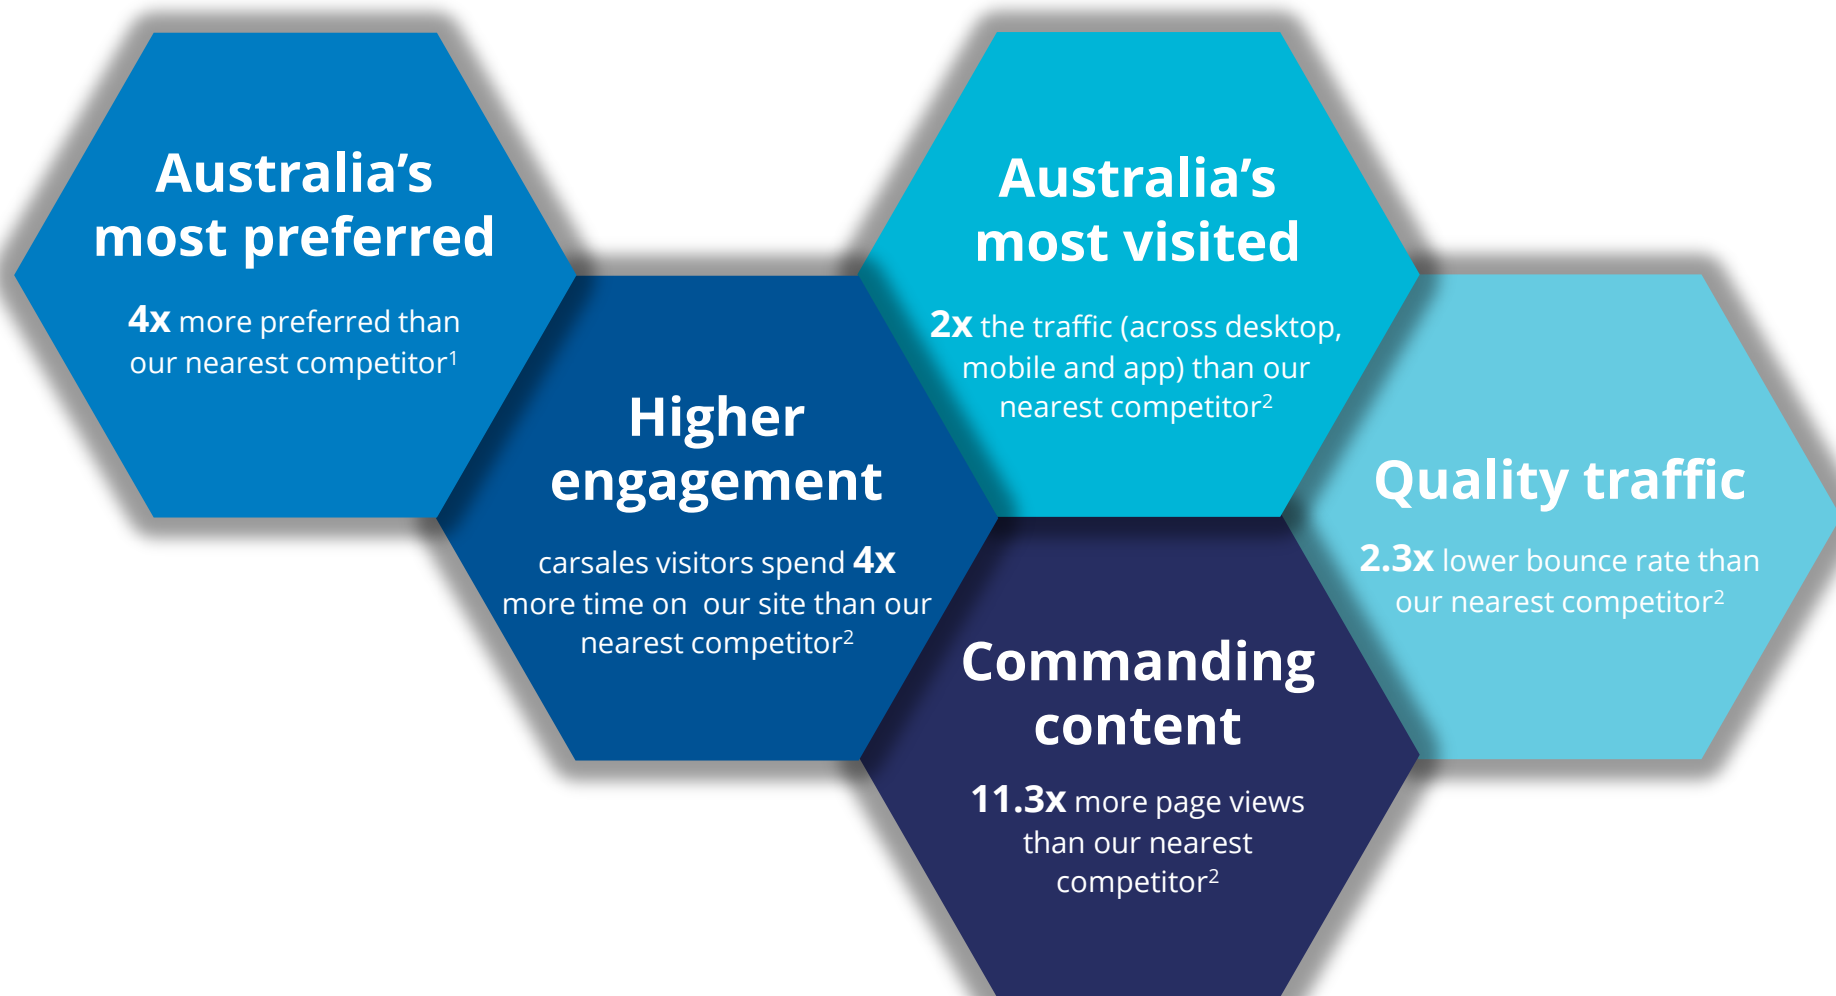 Australia’s
most preferred
4x more preferred than
our nearest competitor¹
Higher
engagement
carsales visitors spend 4x
more time on our site than our
nearest competitor²
Australia’s
most visited
2x the traffic (across desktop,
mobile and app) than our
nearest competitor²
Commanding
content
11.3x more page views
than our nearest
competitor²
Quality traffic
2.3x lower bounce rate than
our nearest competitor²